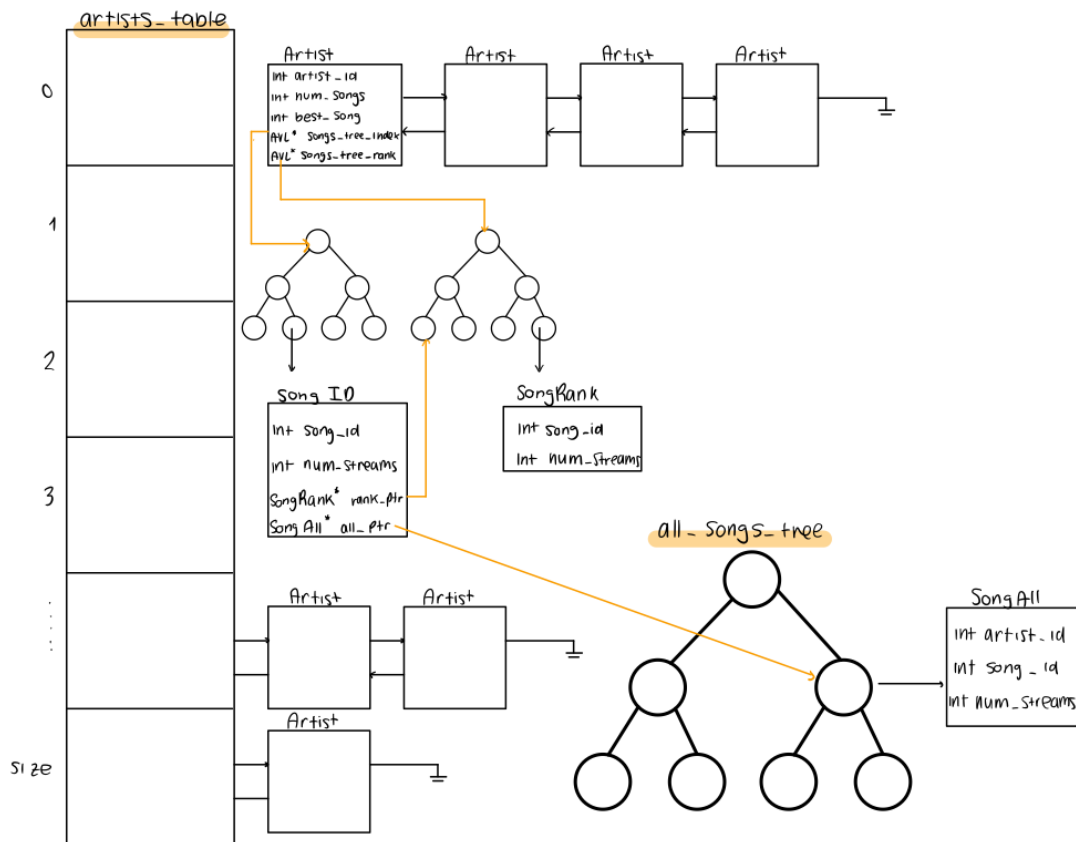 artists_table
0
1
2
3
.....
size
Artist
int artist_id
int num_songs
int best_song
AVL* songs_tree_index
AVL* songs_tree_rank
Artist
Artist
Artist
Song ID
int song_id
int num_streams
SongRank* rank_ptr
Song All* all_ptr
SongRank
int song_id
int num_streams
Artist
Artist
Artist
all_songs_tree
SongAll
int artist_id
int song_id
int num_streams